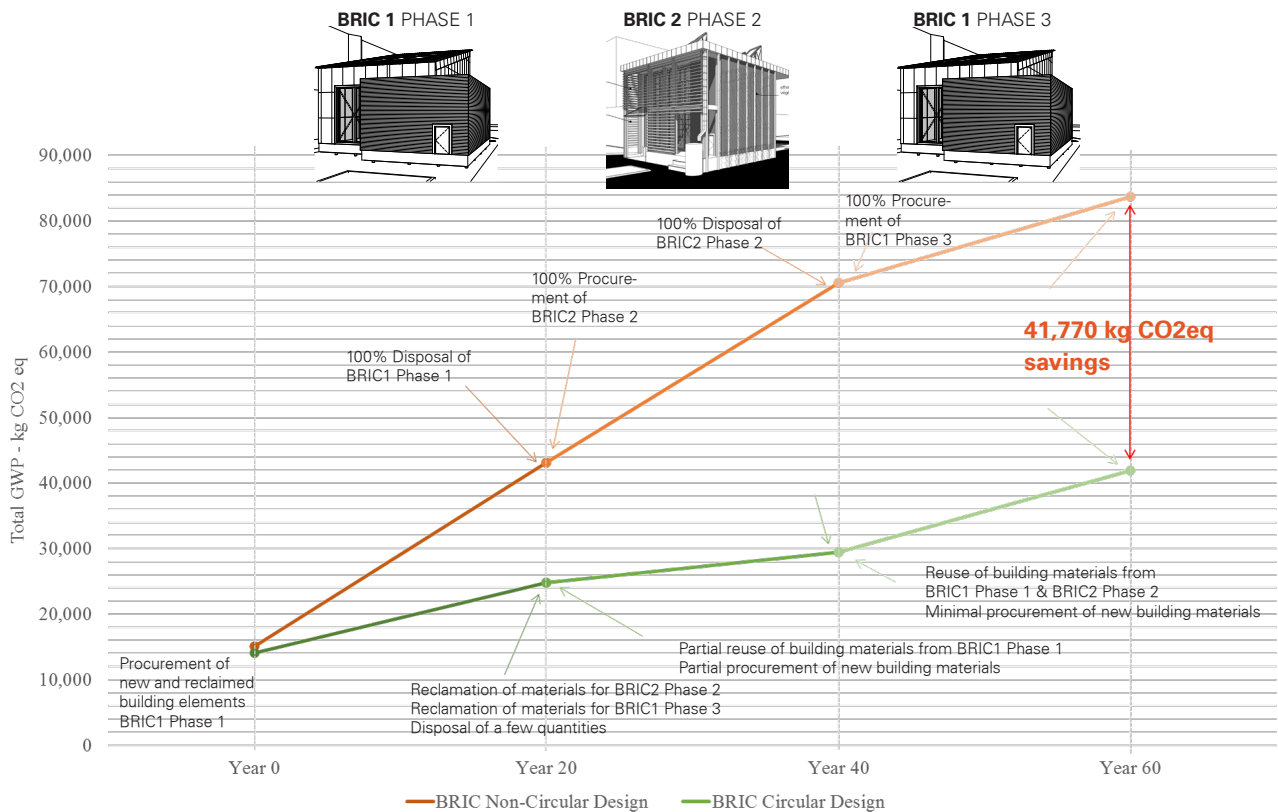 BRIC 1 PHASE 1
BRIC 2 PHASE 2
BRIC 1 PHASE 3
90,000
80,000
70,000
60,000
50,000
40,000
30,000
20,000
10,000
0
Total GWP - kg CO2 eq
100% Disposal of
BRIC2 Phase 2
100% Procure-
ment of
BRIC1 Phase 3
100% Procure-
ment of
BRIC2 Phase 2
100% Disposal of
BRIC1 Phase 1
41,770 kg CO2eq
savings
Reuse of building materials from
BRIC1 Phase 1 & BRIC2 Phase 2
Minimal procurement of new building materials
Partial reuse of building materials from BRIC1 Phase 1
Partial procurement of new building materials
Procurement of
new and reclaimed
building elements
BRIC1 Phase 1
Reclamation of materials for BRIC2 Phase 2
Reclamation of materials for BRIC1 Phase 3
Disposal of a few quantities
Year 0
Year 20
Year 40
Year 60
BRIC Non-Circular Design
BRIC Circular Design